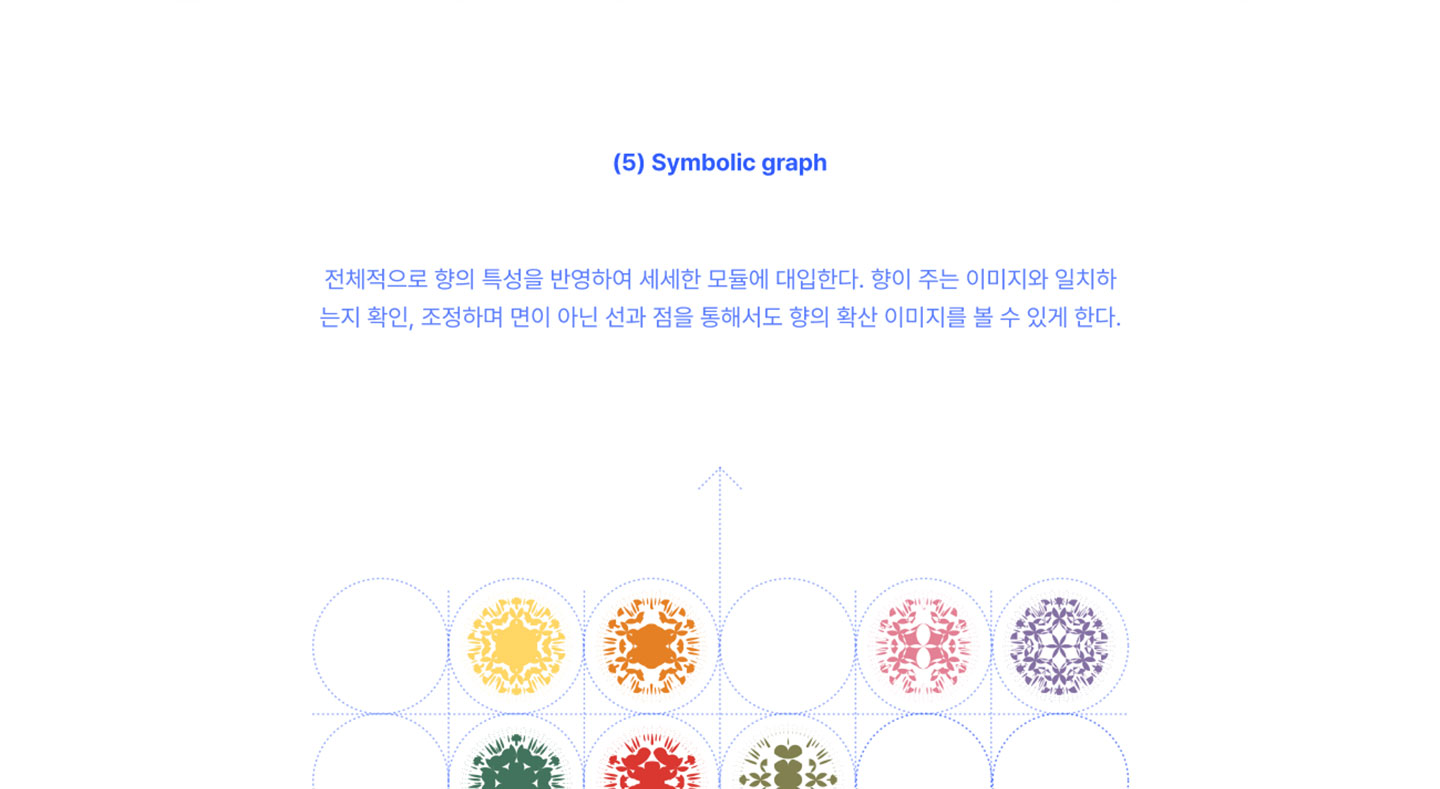 (5) Symbolic graph
전체적으로 향의 특성을 반영하여 세세한 모듈에 대입한다. 향이 주는 이미지와 일치하
는지 확인, 조정하며 면이 아닌 선과 점을 통해서도 향의 확산 이미지를 볼 수 있게 한다.